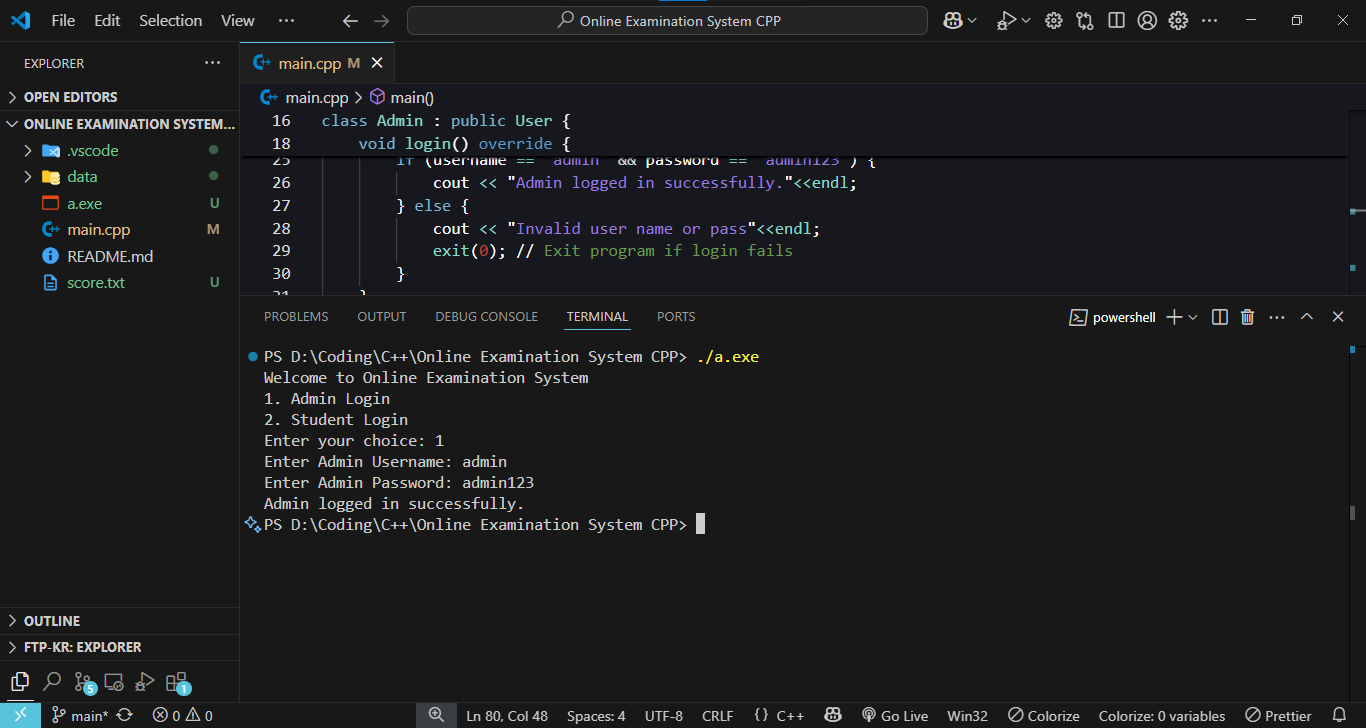 File Edit Selection View ··· Online Examination System CPP
EXPLORER ···
OPEN EDITORS
ONLINE EXAMINATION SYSTEM...
.vscode
data
a.exe U
main.cpp M
README.md
score.txt U
OUTLINE
FTP-KR: EXPLORER
5 1
main.cpp M
main.cpp > main()
16 class Admin : public User {
18 void login() override {
25 if (username == "admin" && password == "admin123") {
26 cout << "Admin logged in successfully."<<endl;
27 } else {
28 cout << "Invalid user name or pass"<<endl;
29 exit(0); // Exit program if login fails
30 }
31 }
PROBLEMS OUTPUT DEBUG CONSOLE TERMINAL PORTS powershell
PS D:\Coding\C++\Online Examination System CPP> ./a.exe
Welcome to Online Examination System
1. Admin Login
2. Student Login
Enter your choice: 1
Enter Admin Username: admin
Enter Admin Password: admin123
Admin logged in successfully.
PS D:\Coding\C++\Online Examination System CPP>
main* 0 0 Ln 80, Col 48 Spaces: 4 UTF-8 CRLF {} C++ Go Live Win32 Colorize Colorize: 0 variables Prettier